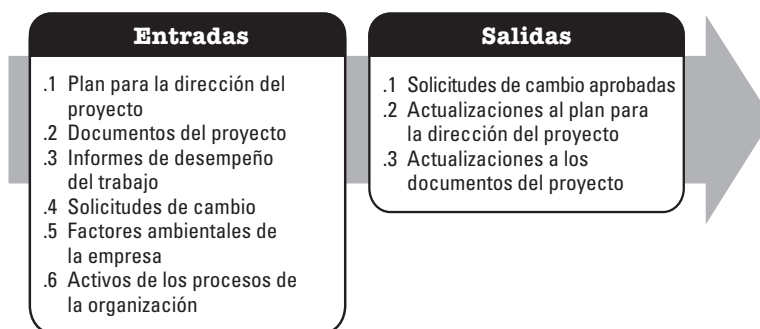 Entradas
.1 Plan para la dirección del
proyecto
.2 Documentos del proyecto
.3 Informes de desempeño
del trabajo
.4 Solicitudes de cambio
.5 Factores ambientales de
la empresa
.6 Activos de los procesos de
la organización
Salidas
.1 Solicitudes de cambio aprobadas
.2 Actualizaciones al plan para
la dirección del proyecto
.3 Actualizaciones a los
documentos del proyecto